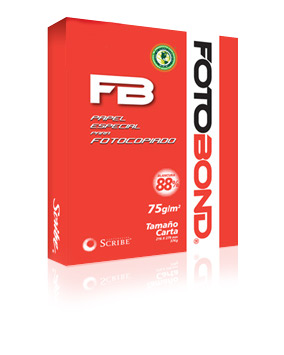 FB
PAPEL
ESPECIAL
PARA
FOTOCOPIADO
88%
75g/m²
Tamaño
Carta
SCRIBE
FOTOBOND®
Scribe